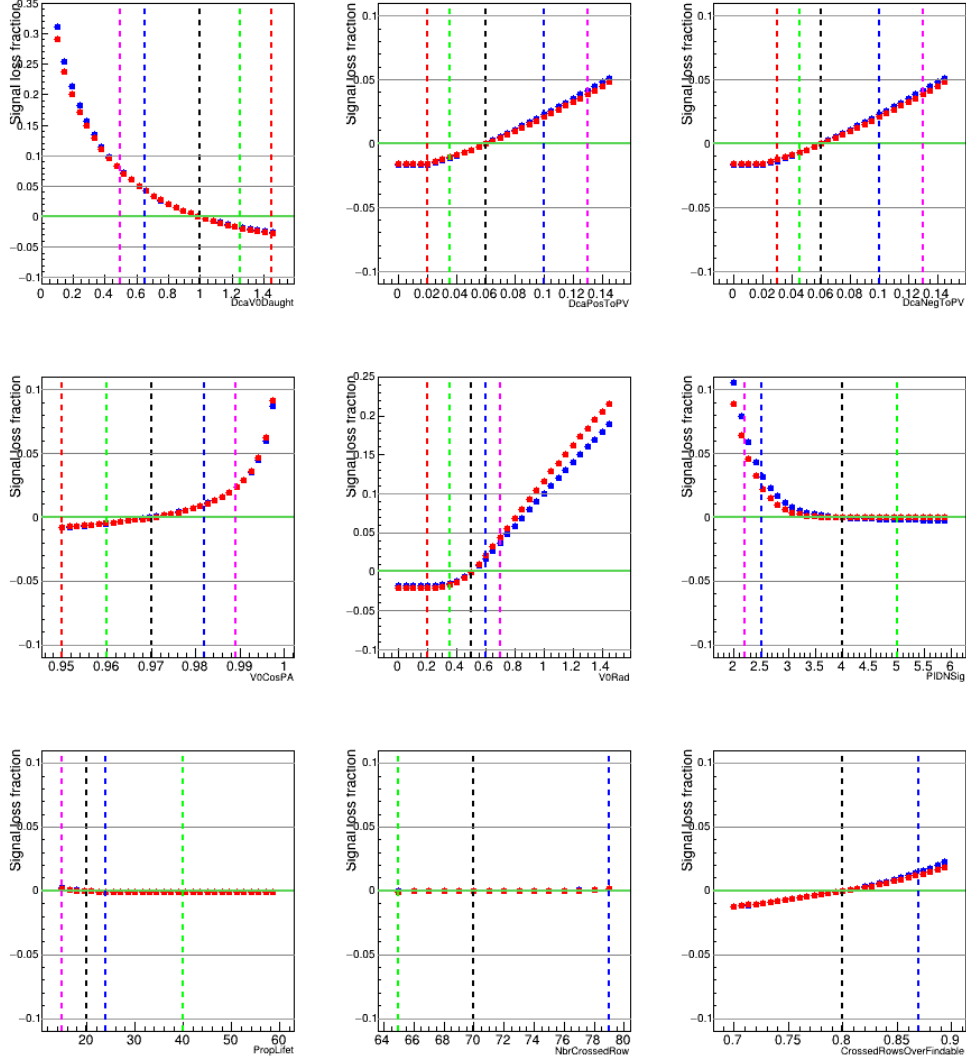 Signal loss fraction
0.35
0.3
0.25
0.2
0.15
0.1
0.05
0
−0.05
−0.1
0 0.2 0.4 0.6 0.8 1 1.2 1.4
DcaV0Daught
Signal loss fraction
0.1
0.05
0
−0.05
−0.1
0 0.02 0.04 0.06 0.08 0.1 0.12 0.14
DcaPosToPV
Signal loss fraction
0.1
0.05
0
−0.05
−0.1
0 0.02 0.04 0.06 0.08 0.1 0.12 0.14
DcaNegToPV
Signal loss fraction
0.1
0.05
0
−0.05
−0.1
0.95 0.96 0.97 0.98 0.99 1
V0CosPA
Signal loss fraction
0.25
0.2
0.15
0.1
0.05
0
−0.05
−0.1
0 0.2 0.4 0.6 0.8 1 1.2 1.4
V0Rad
Signal loss fraction
0.1
0.05
0
−0.05
−0.1
2 2.5 3 3.5 4 4.5 5 5.5 6
PIDNSig
Signal loss fraction
0.1
0.05
0
−0.05
−0.1
20 30 40 50 60
PropLifet
Signal loss fraction
0.1
0.05
0
−0.05
−0.1
64 66 68 70 72 74 76 78 80
NbrCrossedRow
Signal loss fraction
0.1
0.05
0
−0.05
−0.1
0.7 0.75 0.8 0.85 0.9
CrossedRowsOverFindable